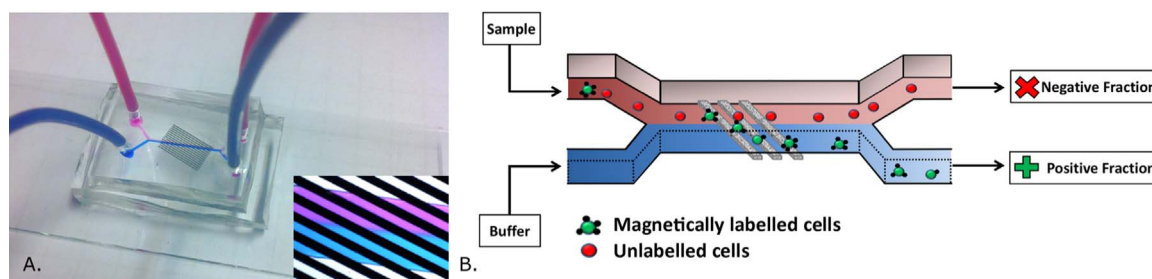 A.
B.
Sample
Buffer
Negative Fraction
Positive Fraction
Magnetically labelled cells
Unlabelled cells